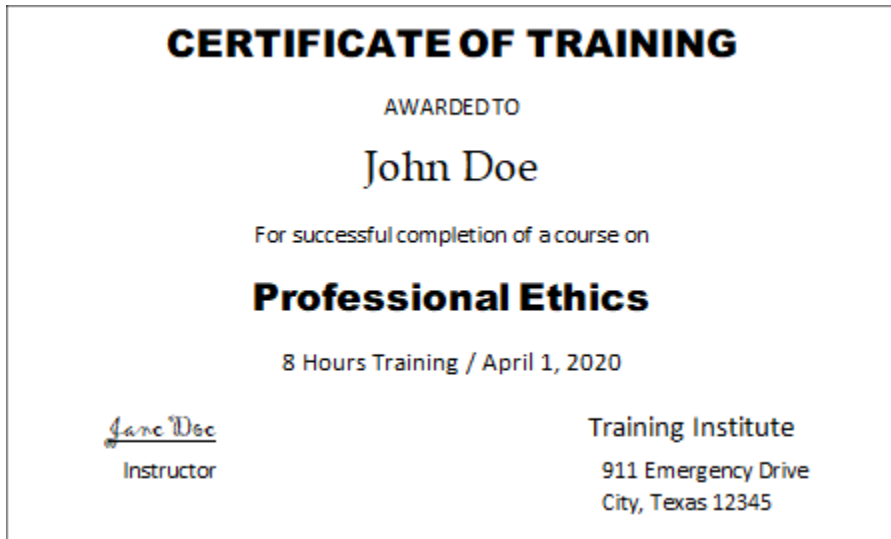 CERTIFICATE OF TRAINING
AWARDED TO
John Doe
For successful completion of a course on
Professional Ethics
8 Hours Training / April 1, 2020
Jane Doe
Instructor
Training Institute
911 Emergency Drive
City, Texas 12345